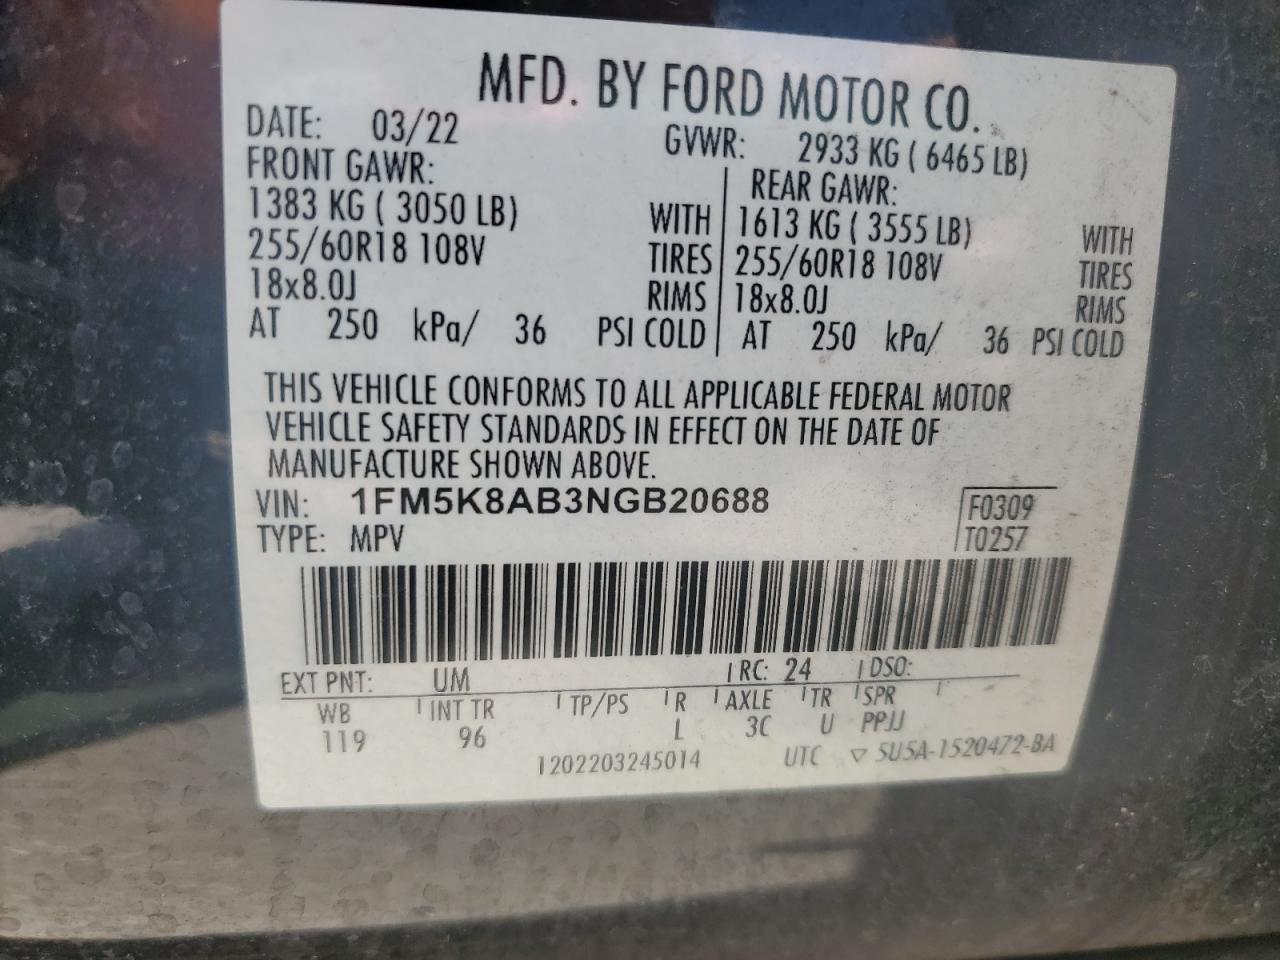 MFD. BY FORD MOTOR CO.
DATE: 03/22 GVWR: 2933 KG ( 6465 LB)
FRONT GAWR: REAR GAWR:
1383 KG ( 3050 LB) WITH 1613 KG ( 3555 LB) WITH
255/60R18 108V TIRES 255/60R18 108V TIRES
18x8.0J RIMS 18x8.0J RIMS
AT 250 kPa/ 36 PSI COLD AT 250 kPa/ 36 PSI COLD
THIS VEHICLE CONFORMS TO ALL APPLICABLE FEDERAL MOTOR
VEHICLE SAFETY STANDARDS IN EFFECT ON THE DATE OF
MANUFACTURE SHOWN ABOVE.
VIN: 1FM5K8AB3NGB20688 F0309
TYPE: MPV T0257
EXT PNT: UM RC: 24 DSO:
WB INT TR TP/PS R AXLE TR SPR
119 96 L 3C U PPJJ
1202203245014 UTC ▽ 5U5A-1520472-BA